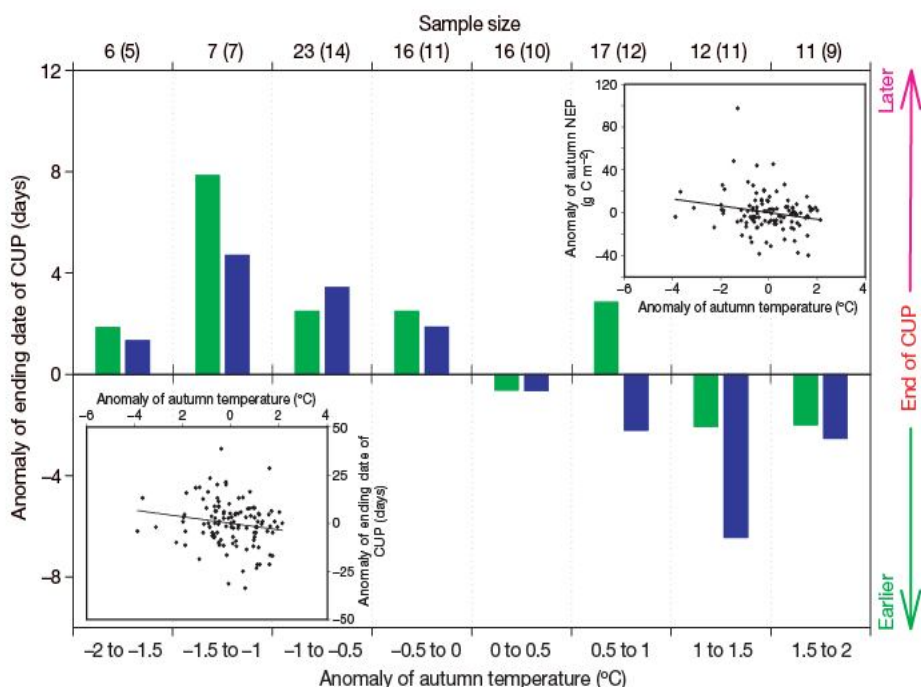 Sample size
6 (5) 7 (7) 23 (14) 16 (11) 16 (10) 17 (12) 12 (11) 11 (9)
12
8
4
0
−4
−8
Anomaly of ending date of CUP (days)
120
80
40
0
−40
Anomaly of autumn NEP
(g C m−2)
−6 −4 −2 0 2 4
Anomaly of autumn temperature (ºC)
Anomaly of autumn temperature (ºC)
−6 −4 −2 0 2 4
50
25
0
−25
−50
Anomaly of ending date of
CUP (days)
Later
End of CUP
Earlier
−2 to −1.5 −1.5 to −1 −1 to −0.5 −0.5 to 0 0 to 0.5 0.5 to 1 1 to 1.5 1.5 to 2
Anomaly of autumn temperature (ºC)